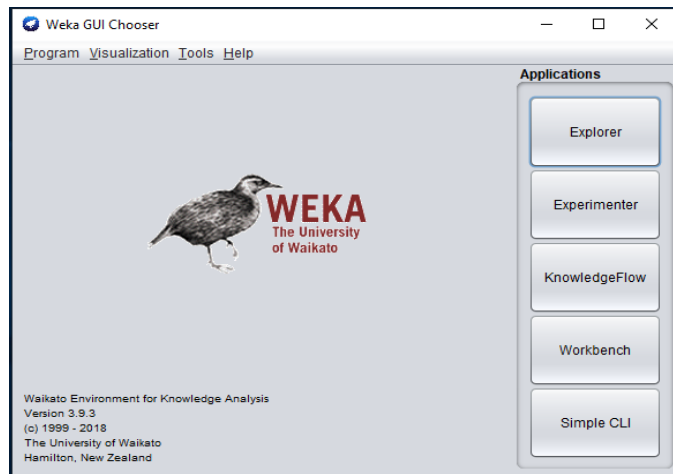 Weka GUI Chooser
Program Visualization Tools Help
Applications
Explorer
Experimenter
KnowledgeFlow
Workbench
Simple CLI
WEKA
The University
of Waikato
Waikato Environment for Knowledge Analysis
Version 3.9.3
(c) 1999 - 2018
The University of Waikato
Hamilton, New Zealand